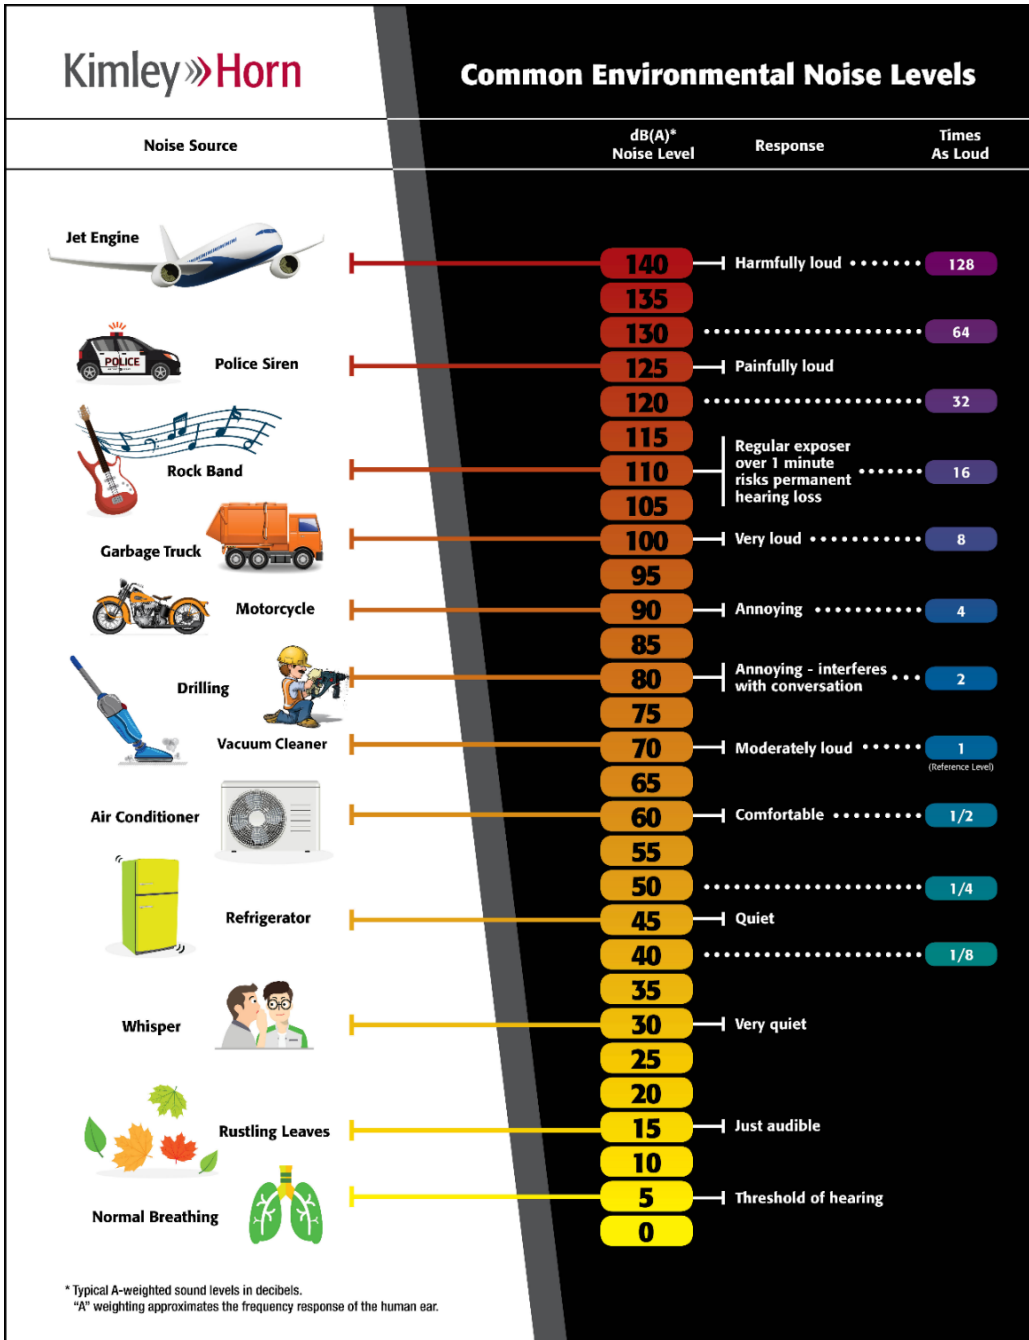 Kimley»Horn
Common Environmental Noise Levels
Noise Source
dB(A)*
Noise Level
Response
Times
As Loud
Jet Engine
140
Harmfully loud
128
135
130
64
POLICE
Police Siren
125
Painfully loud
120
32
115
Rock Band
110
Regular exposer
over 1 minute
risks permanent
hearing loss
16
105
Garbage Truck
100
Very loud
8
95
Motorcycle
90
Annoying
4
85
Drilling
80
Annoying - interferes
with conversation
2
75
Vacuum Cleaner
70
Moderately loud
1
(Reference Level)
65
Air Conditioner
60
Comfortable
1/2
55
50
1/4
Refrigerator
45
Quiet
40
1/8
35
Whisper
30
Very quiet
25
20
Rustling Leaves
15
Just audible
10
Normal Breathing
5
Threshold of hearing
0
* Typical A-weighted sound levels in decibels.
"A" weighting approximates the frequency response of the human ear.